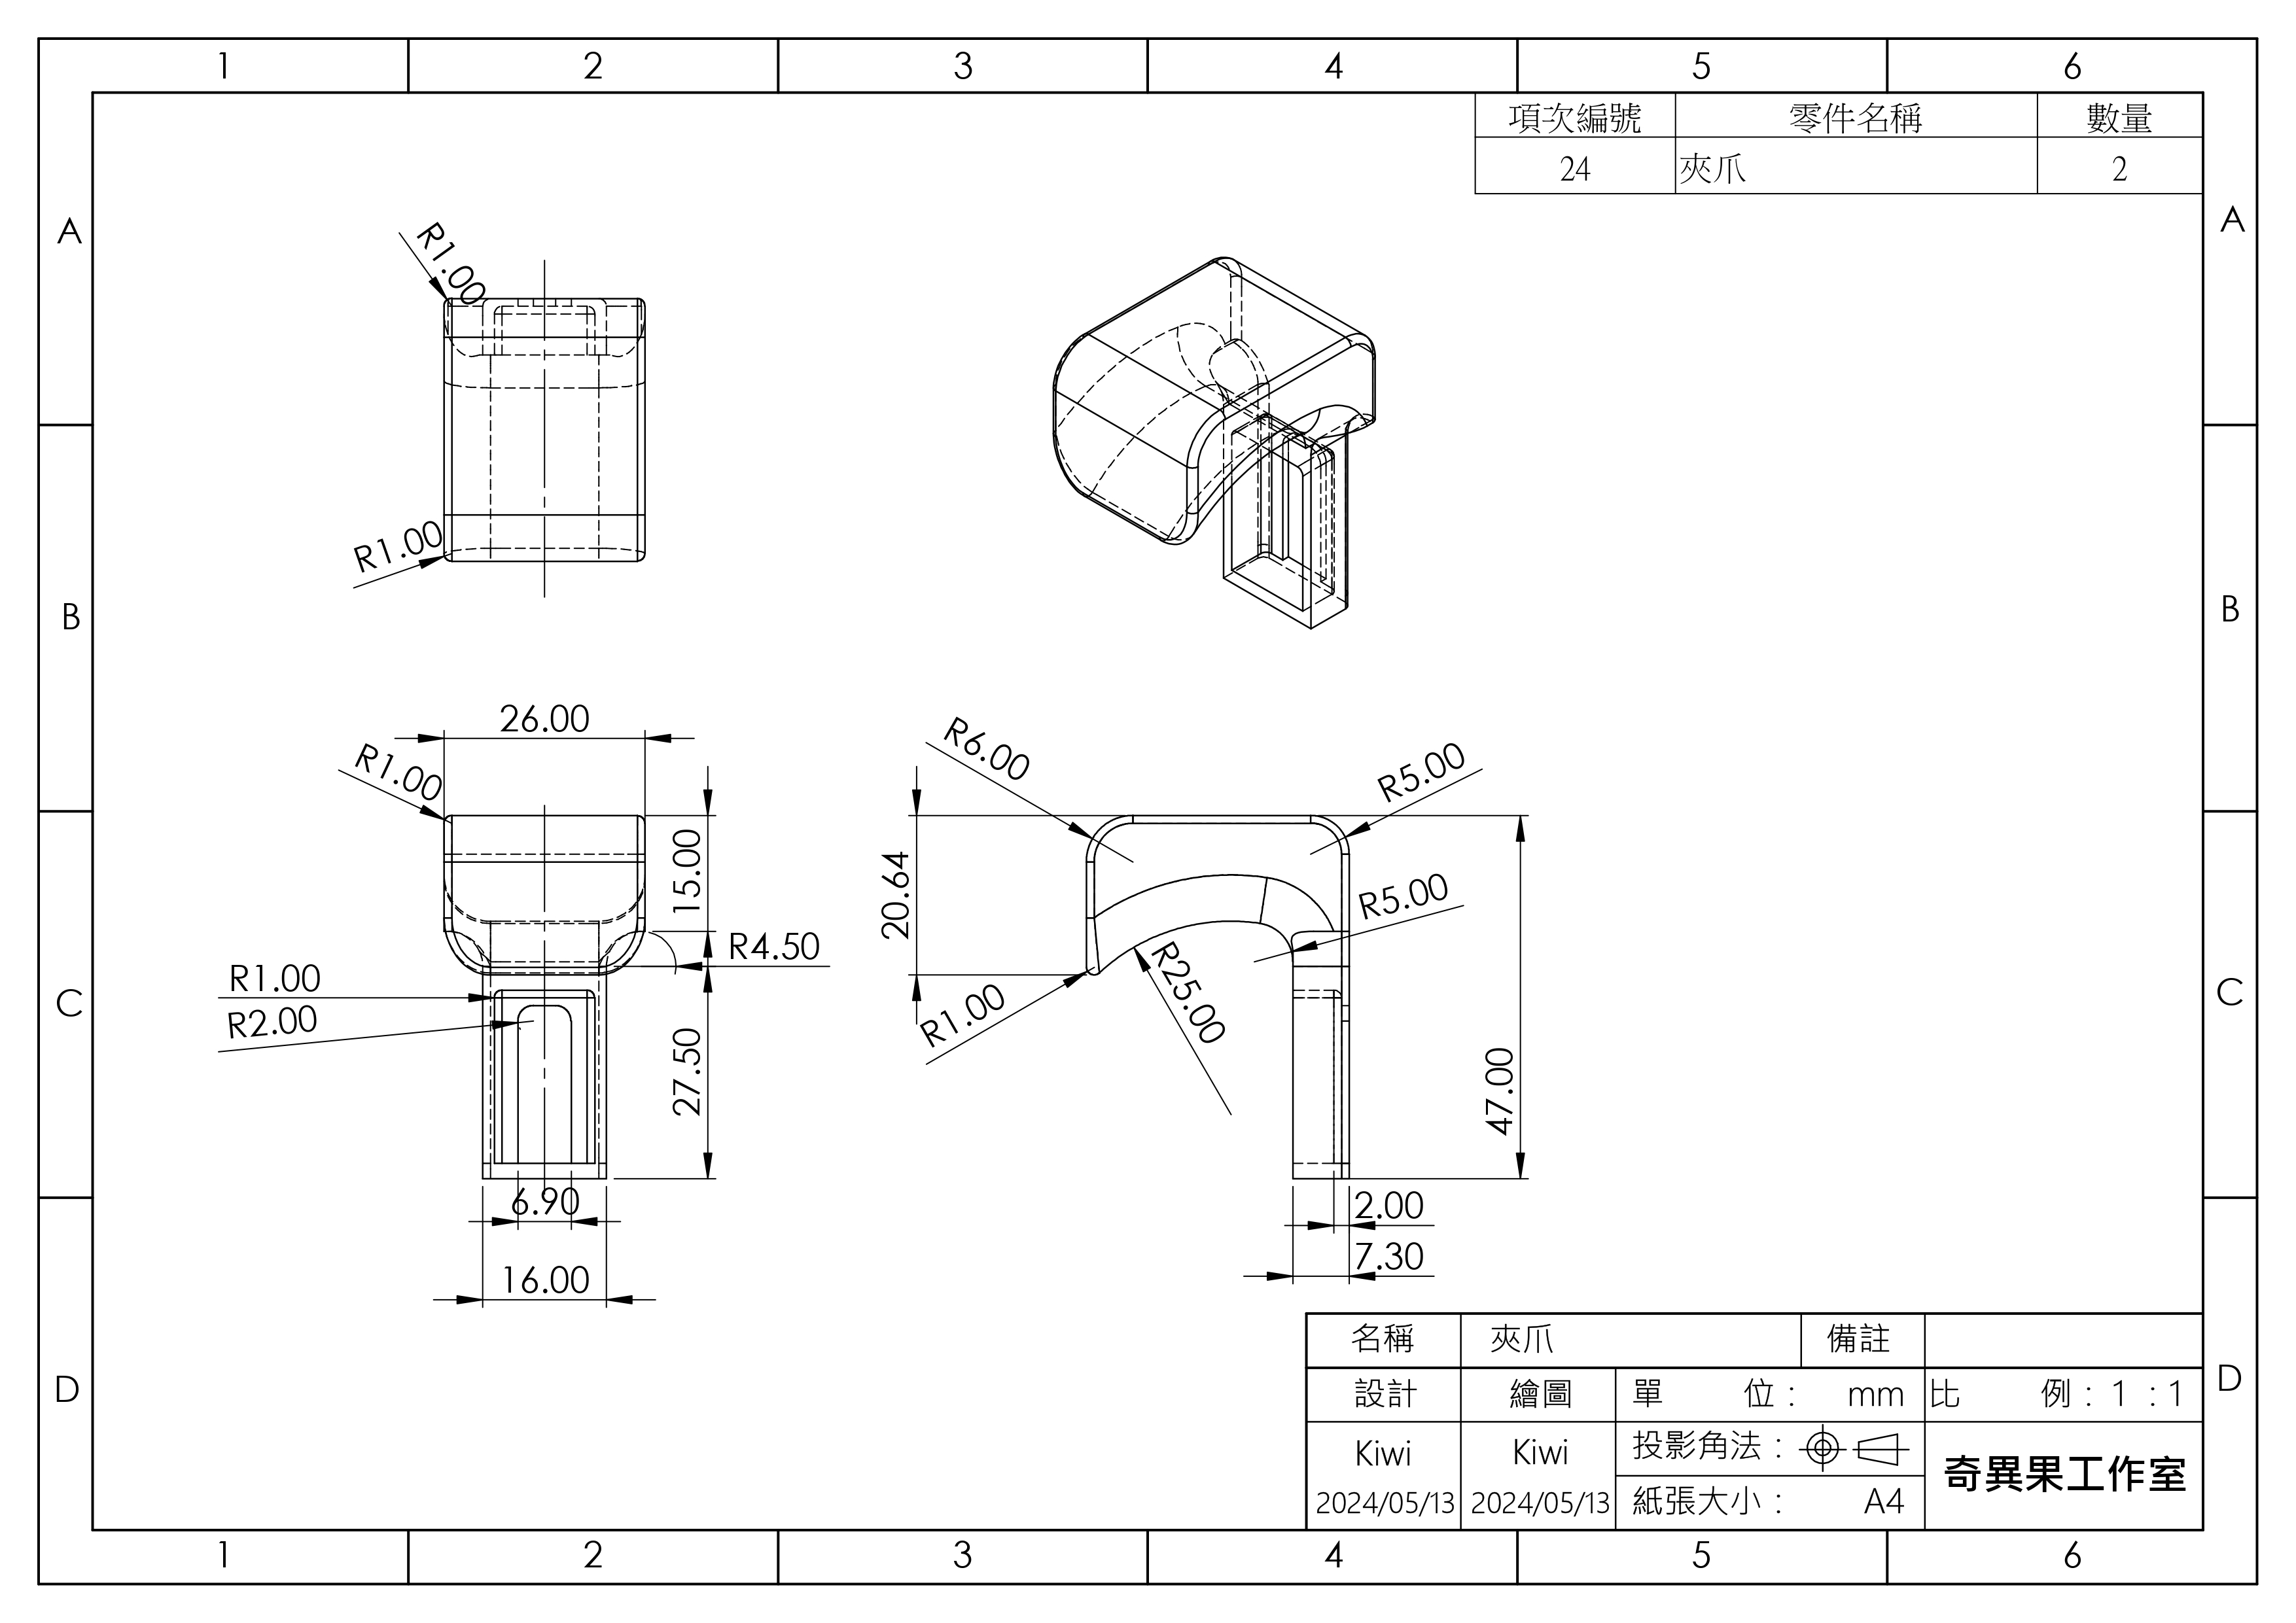 1 2 3 4 5 6
項次編號 零件名稱 數量
24 夾爪 2
A A
R1.00
B B
R1.00
26.00
R1.00
15.00
R4.50
R1.00
R2.00
27.50
6.90
16.00
R6.00
R5.00
20.64
R5.00
R25.00
R1.00
47.00
2.00
7.30
C C
名稱 夾爪 備註
D D
設計 繪圖 單 位: mm 比 例:1 :1
Kiwi Kiwi 投影角法:
2024/05/13 2024/05/13 紙張大小: A4
奇異果工作室
1 2 3 4 5 6